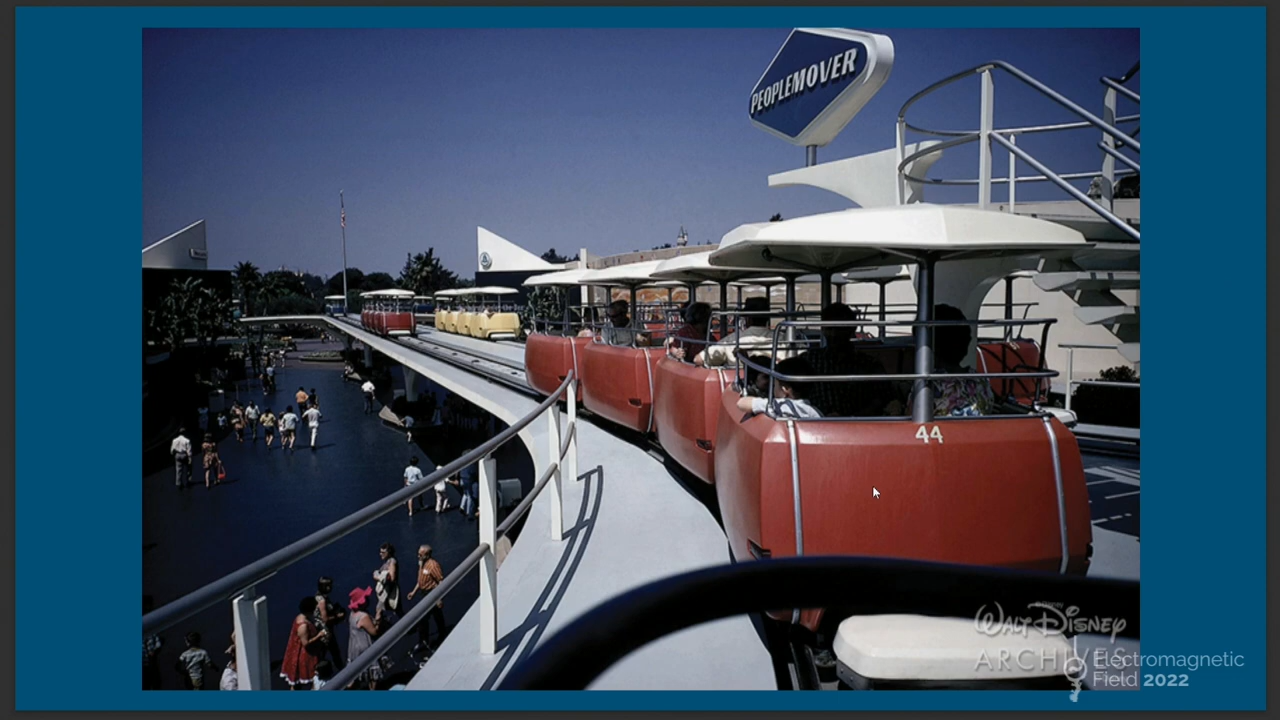 PEOPLEMOVER
44
WALT DISNEY
ARCHIVES
Electromagnetic
Field 2022